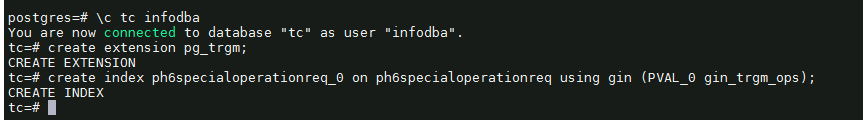 postgres=# \c tc infodba
You are now connected to database "tc" as user "infodba".
tc=# create extension pg_trgm;
CREATE EXTENSION
tc=# create index ph6specialoperationreq_0 on ph6specialoperationreq using gin (PVAL_0 gin_trgm_ops);
CREATE INDEX
tc=#